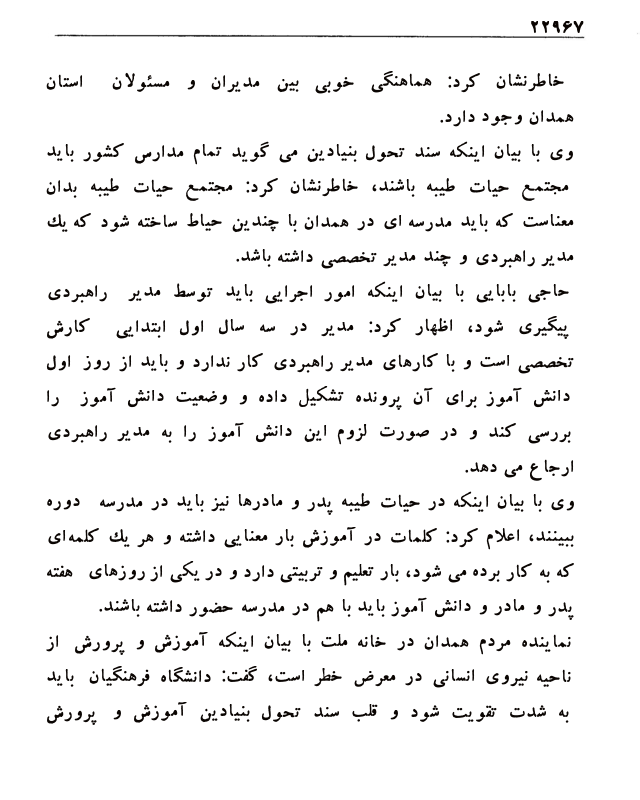 ۲۲۹۶۷
خاطرنشان کرد: هماهنگی خوبی بین مدیران و مسئولان استان
همدان وجود دارد.
وی با بیان اینکه سند تحول بنیادین می گوید تمام مدارس کشور باید
مجتمع حیات طیبه باشند، خاطرنشان کرد: مجتمع حیات طیبه بدان
معناست که باید مدرسه ای در همدان با چندین حیاط ساخته شود که یك
مدیر راهبردی و چند مدیر تخصصی داشته باشد.
حاجی بابایی با بیان اینکه امور اجرایی باید توسط مدیر راهبردی
پیگیری شود، اظهار کرد: مدیر در سه سال اول ابتدایی کارش
تخصصی است و با کارهای مدیر راهبردی کار ندارد و باید از روز اول
دانش آموز برای آن پرونده تشکیل داده و وضعیت دانش آموز را
بررسی کند و در صورت لزوم این دانش آموز را به مدیر راهبردی
ارجاع می دهد.
وی با بیان اینکه در حیات طیبه پدر و مادرها نیز باید در مدرسه دوره
ببینند، اعلام کرد: کلمات در آموزش بار معنایی داشته و هر یك کلمه‌ای
که به کار برده می شود، بار تعلیم و تربیتی دارد و در یکی از روزهای هفته
پدر و مادر و دانش آموز باید با هم در مدرسه حضور داشته باشند.
نماینده مردم همدان در خانه ملت با بیان اینکه آموزش و پرورش از
ناحیه نیروی انسانی در معرض خطر است، گفت: دانشگاه فرهنگیان باید
به شدت تقویت شود و قلب سند تحول بنیادین آموزش و پرورش